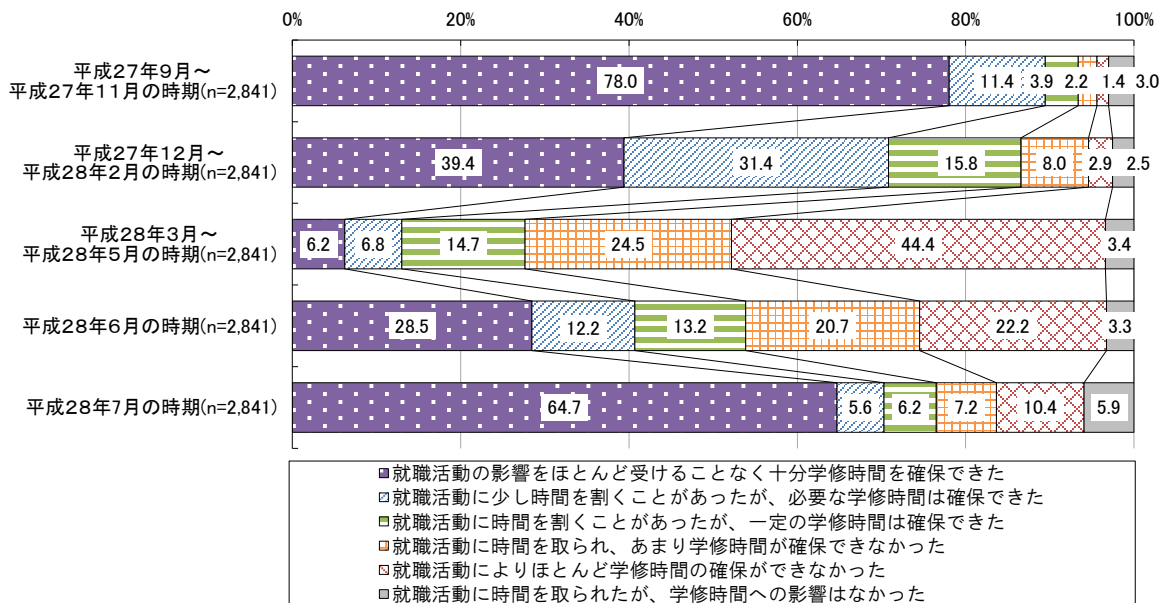 0% 20% 40% 60% 80% 100%
平成27年9月～
平成27年11月の時期(n=2,841)
78.0 11.4 3.9 2.2 1.4 3.0
平成27年12月～
平成28年2月の時期(n=2,841)
39.4 31.4 15.8 8.0 2.9 2.5
平成28年3月～
平成28年5月の時期(n=2,841)
6.2 6.8 14.7 24.5 44.4 3.4
平成28年6月の時期(n=2,841)
28.5 12.2 13.2 20.7 22.2 3.3
平成28年7月の時期(n=2,841)
64.7 5.6 6.2 7.2 10.4 5.9
就職活動の影響をほとんど受けることなく十分学修時間を確保できた
就職活動に少し時間を割くことがあったが、必要な学修時間は確保できた
就職活動に時間を割くことがあったが、一定の学修時間は確保できた
就職活動に時間を取られ、あまり学修時間が確保できなかった
就職活動によりほとんど学修時間の確保ができなかった
就職活動に時間を取られたが、学修時間への影響はなかった